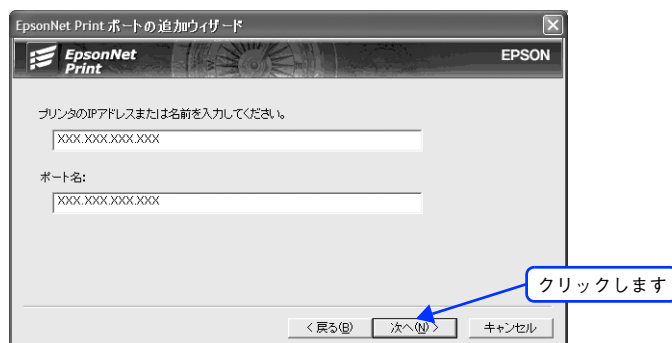 EpsonNet Print ポートの追加ウィザード
EpsonNet
Print
EPSON
プリンタのIPアドレスまたは名前を入力してください。
XXX.XXX.XXX.XXX
ポート名:
XXX.XXX.XXX.XXX
クリックします
< 戻る(B)
次へ(N) >
キャンセル